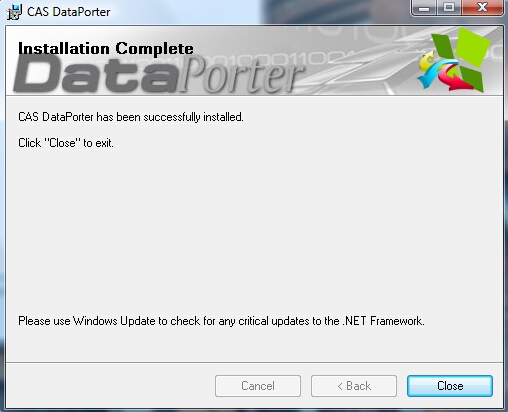 CAS DataPorter
Installation Complete
DataPorter
CAS DataPorter has been successfully installed.
Click "Close" to exit.
Please use Windows Update to check for any critical updates to the .NET Framework.
Cancel
< Back
Close